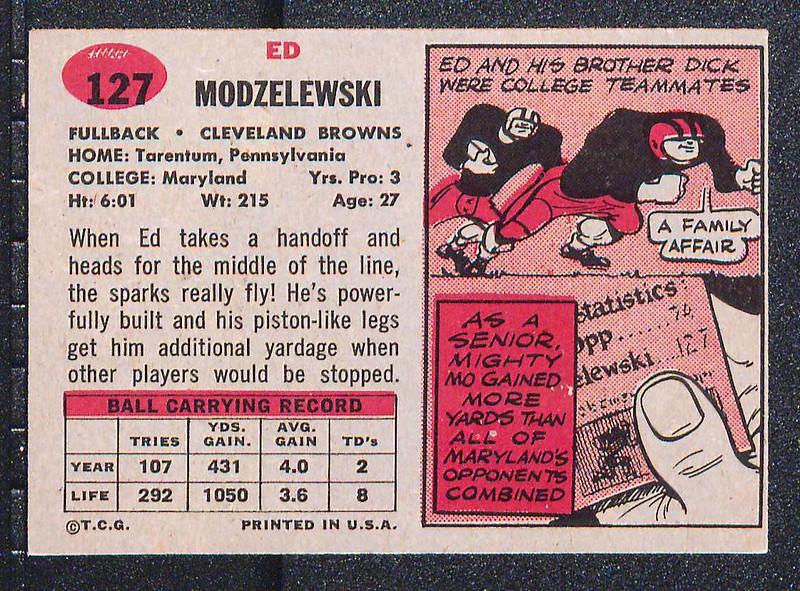 127
ED
MODZELEWSKI
FULLBACK • CLEVELAND BROWNS
HOME: Tarentum, Pennsylvania
COLLEGE: Maryland Yrs. Pro: 3
Ht: 6:01 Wt: 215 Age: 27
When Ed takes a handoff and
heads for the middle of the line,
the sparks really fly! He's power-
fully built and his piston-like legs
get him additional yardage when
other players would be stopped.
BALL CARRYING RECORD
TRIES YDS. GAIN. AVG. GAIN TD's
YEAR 107 431 4.0 2
LIFE 292 1050 3.6 8
©T.C.G. PRINTED IN U.S.A.
ED AND HIS BROTHER DICK
WERE COLLEGE TEAMMATES
A FAMILY
AFFAIR
AS A
SENIOR,
MIGHTY
MO GAINED
MORE
YARDS THAN
ALL OF
MARYLAND'S
OPPONENTS
COMBINED
Statistics:
Opp.....74
elewski...127